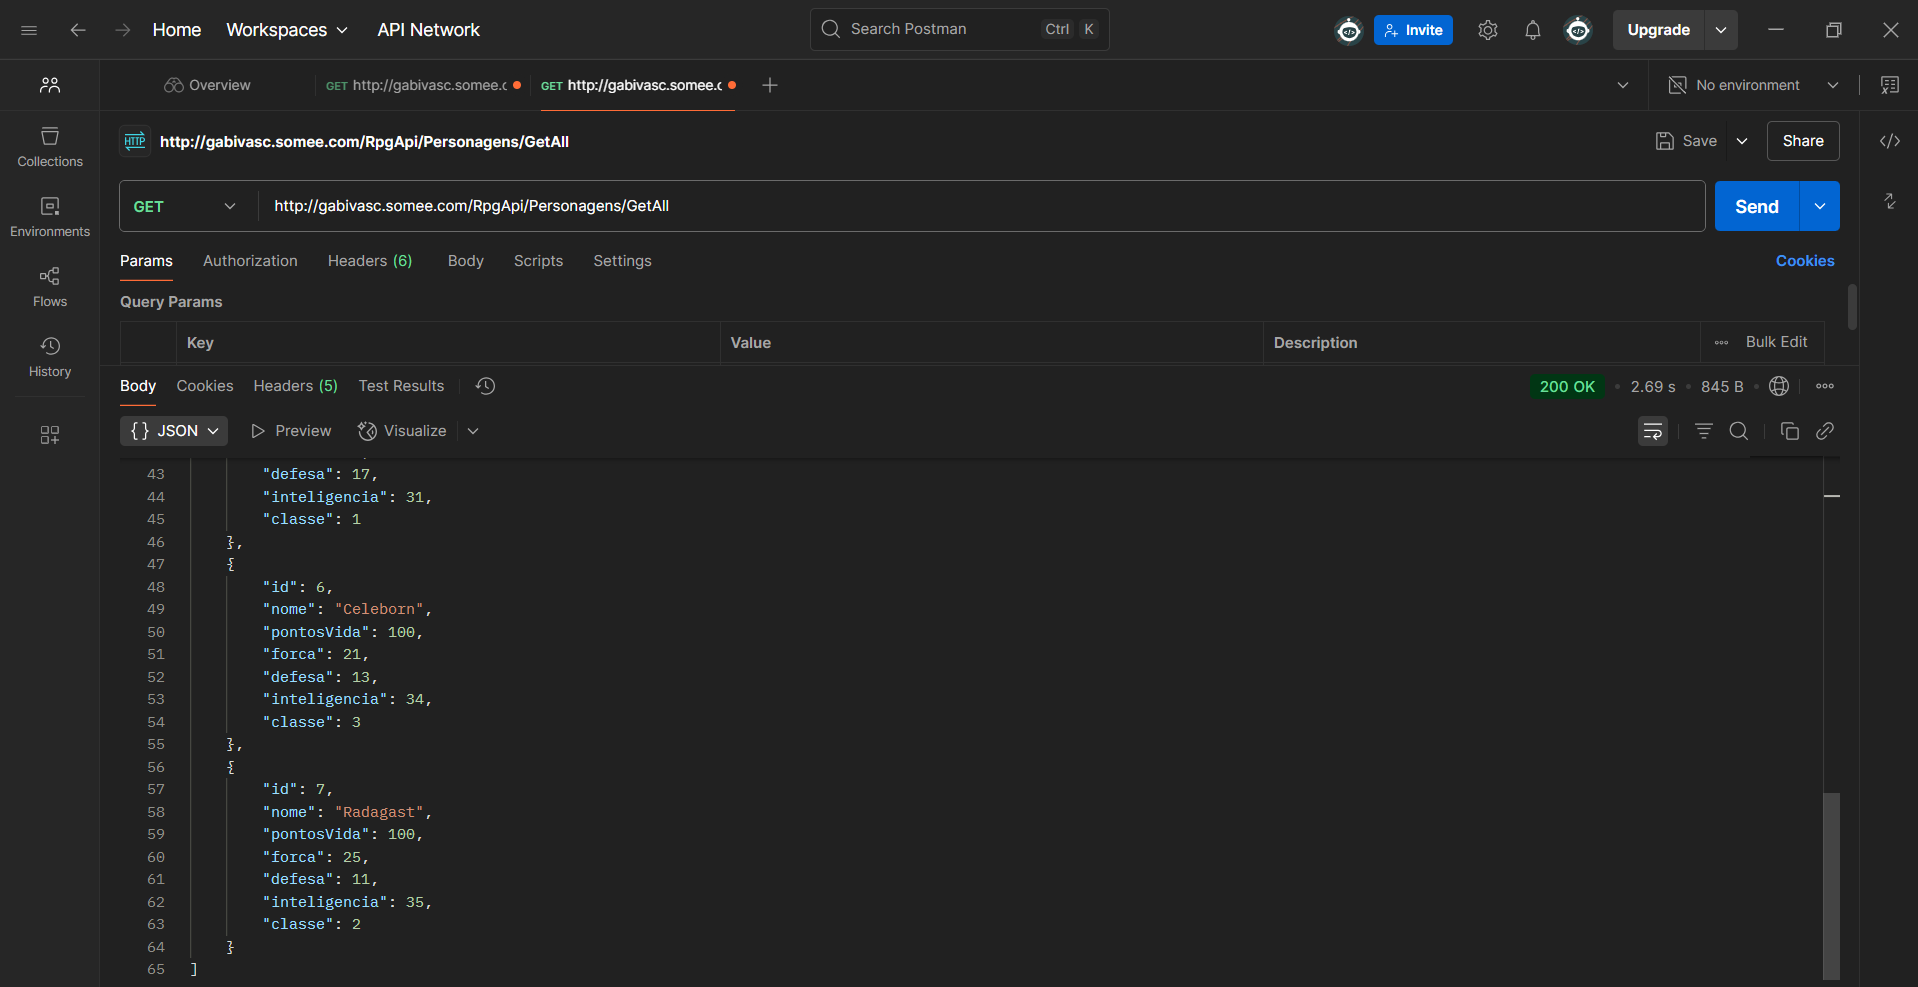 Home Workspaces API Network Search Postman Ctrl K Invite Upgrade
Overview GET http://gabivasc.somee.c GET http://gabivasc.somee.c No environment
HTTP http://gabivasc.somee.com/RpgApi/Personagens/GetAll Save Share
Collections
Environments
Flows
History
GET http://gabivasc.somee.com/RpgApi/Personagens/GetAll Send
Params Authorization Headers (6) Body Scripts Settings Cookies
Query Params
Key Value Description Bulk Edit
Body Cookies Headers (5) Test Results 200 OK • 2.69 s • 845 B •
{} JSON Preview Visualize
43 "defesa": 17,
44 "inteligencia": 31,
45 "classe": 1
46 },
47 {
48 "id": 6,
49 "nome": "Celeborn",
50 "pontosVida": 100,
51 "forca": 21,
52 "defesa": 13,
53 "inteligencia": 34,
54 "classe": 3
55 },
56 {
57 "id": 7,
58 "nome": "Radagast",
59 "pontosVida": 100,
60 "forca": 25,
61 "defesa": 11,
62 "inteligencia": 35,
63 "classe": 2
64 }
65 ]